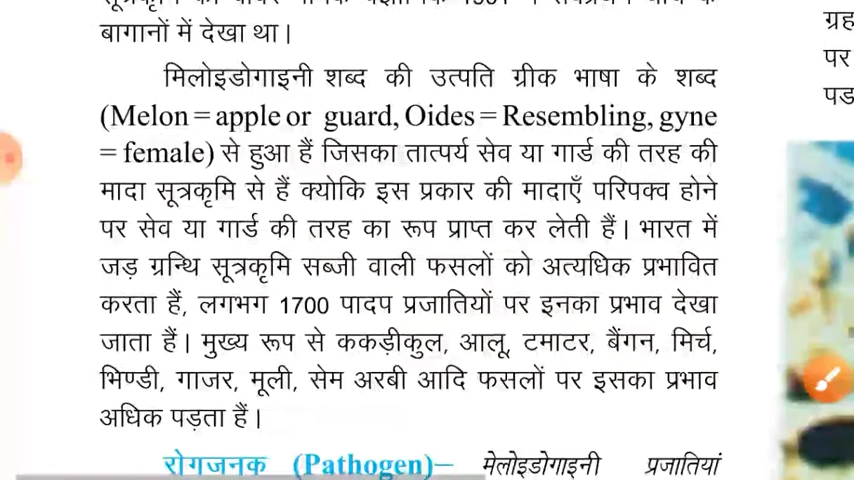 बागानों में देखा था।
मिलोइडोगाइनी शब्द की उत्पति ग्रीक भाषा के शब्द
(Melon = apple or guard, Oides = Resembling, gyne
= female) से हुआ हैं जिसका तात्पर्य सेव या गार्ड की तरह की
मादा सूत्रकृमि से हैं क्योकि इस प्रकार की मादाएँ परिपक्व होने
पर सेव या गार्ड की तरह का रूप प्राप्त कर लेती हैं। भारत में
जड़ ग्रन्थि सूत्रकृमि सब्जी वाली फसलों को अत्यधिक प्रभावित
करता हैं, लगभग 1700 पादप प्रजातियों पर इनका प्रभाव देखा
जाता हैं। मुख्य रूप से ककड़ीकुल, आलू, टमाटर, बैंगन, मिर्च,
भिण्डी, गाजर, मूली, सेम अरबी आदि फसलों पर इसका प्रभाव
अधिक पड़ता हैं।
रोगजनक (Pathogen)– मेलोइडोगाइनी प्रजातियां
ग्रह
पर
पड